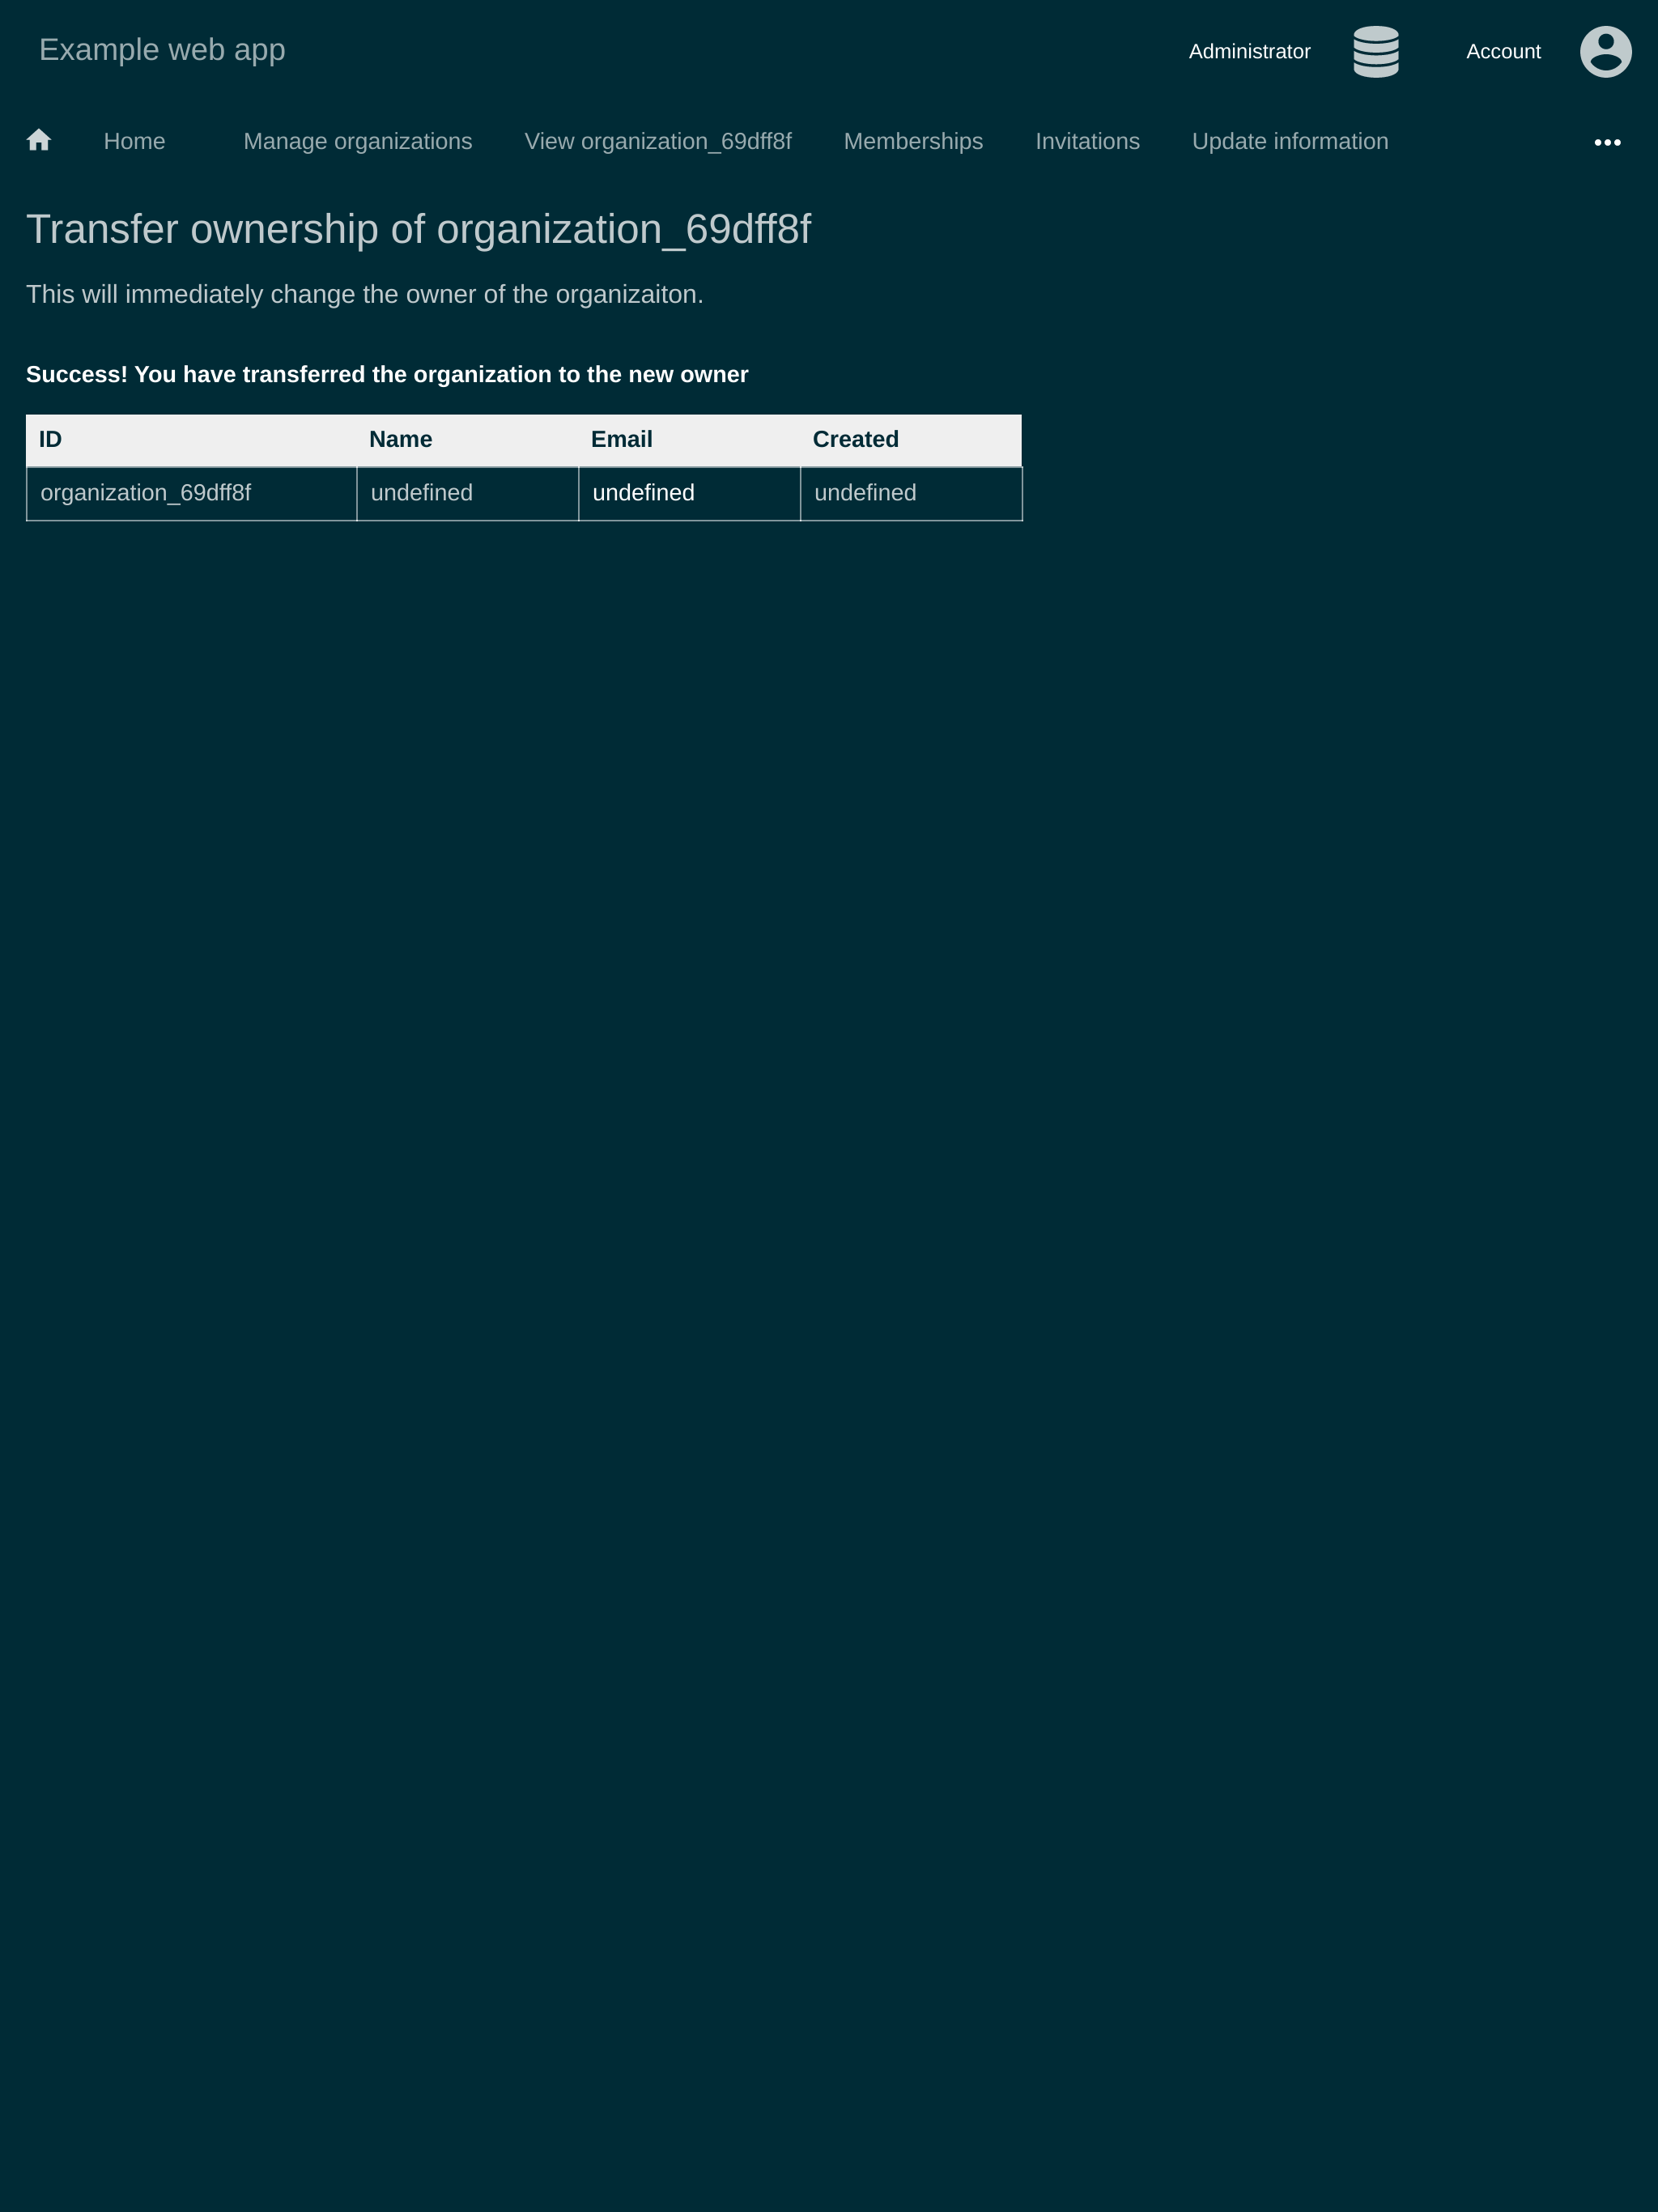 Example web app
Administrator
Account
Home
Manage organizations
View organization_69dff8f
Memberships
Invitations
Update information
Transfer ownership of organization_69dff8f
This will immediately change the owner of the organizaiton.
Success! You have transferred the organization to the new owner
ID Name Email Created
organization_69dff8f undefined undefined undefined